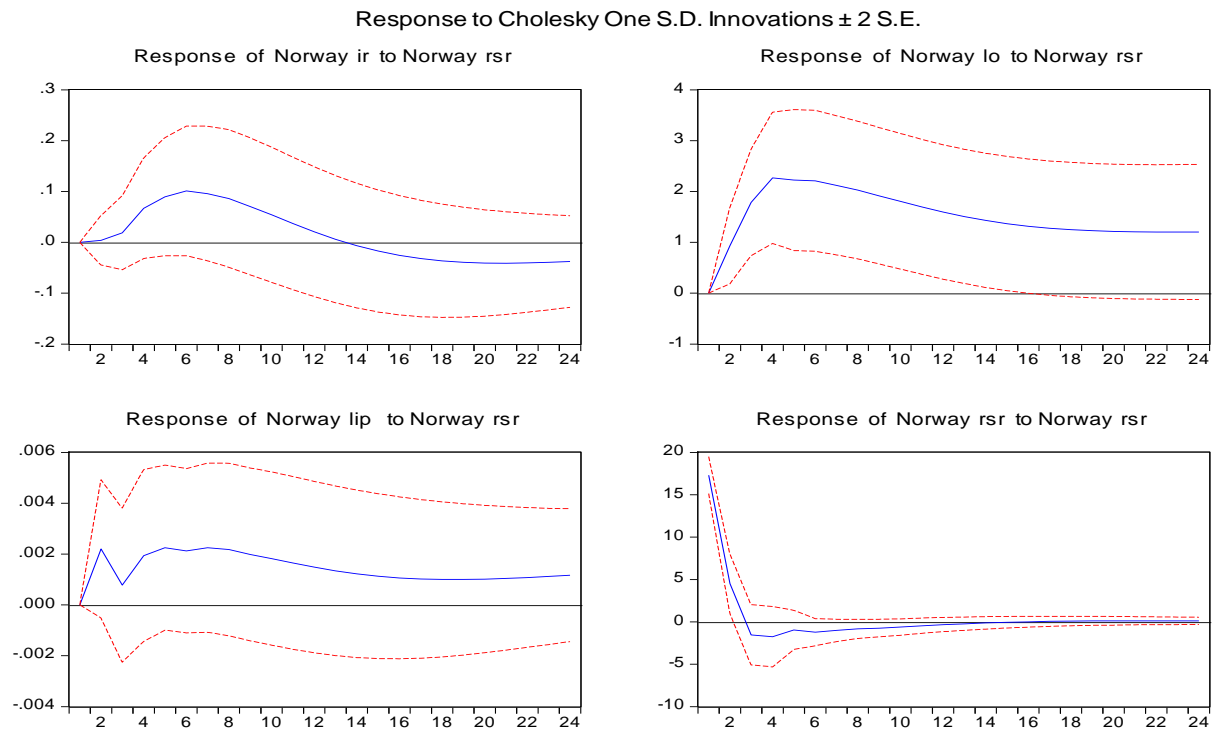 Response to Cholesky One S.D. Innovations ± 2 S.E.
Response of Norway ir to Norway rsr
.3
.2
.1
.0
-.1
-.2
2 4 6 8 10 12 14 16 18 20 22 24
Response of Norway lo to Norway rsr
4
3
2
1
0
-1
2 4 6 8 10 12 14 16 18 20 22 24
Response of Norway lip to Norway rsr
.006
.004
.002
.000
-.002
-.004
2 4 6 8 10 12 14 16 18 20 22 24
Response of Norway rsr to Norway rsr
20
15
10
5
0
-5
-10
2 4 6 8 10 12 14 16 18 20 22 24